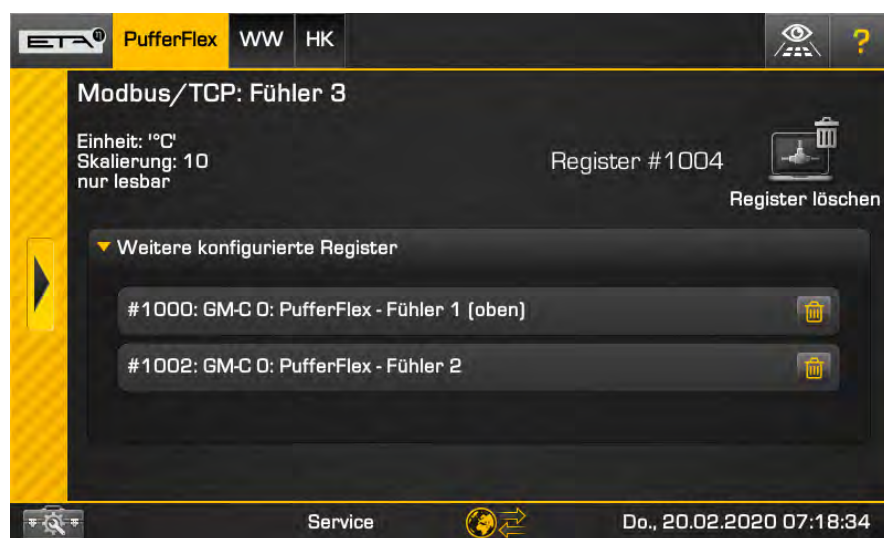 ETA PufferFlex WW HK ?
Modbus/TCP: Fühler 3
Einheit: '°C'
Skalierung: 10
nur lesbar
Register #1004
Register löschen
Weitere konfigurierte Register
#1000: GM-C 0: PufferFlex - Fühler 1 (oben)
#1002: GM-C 0: PufferFlex - Fühler 2
Service
Do., 20.02.2020 07:18:34